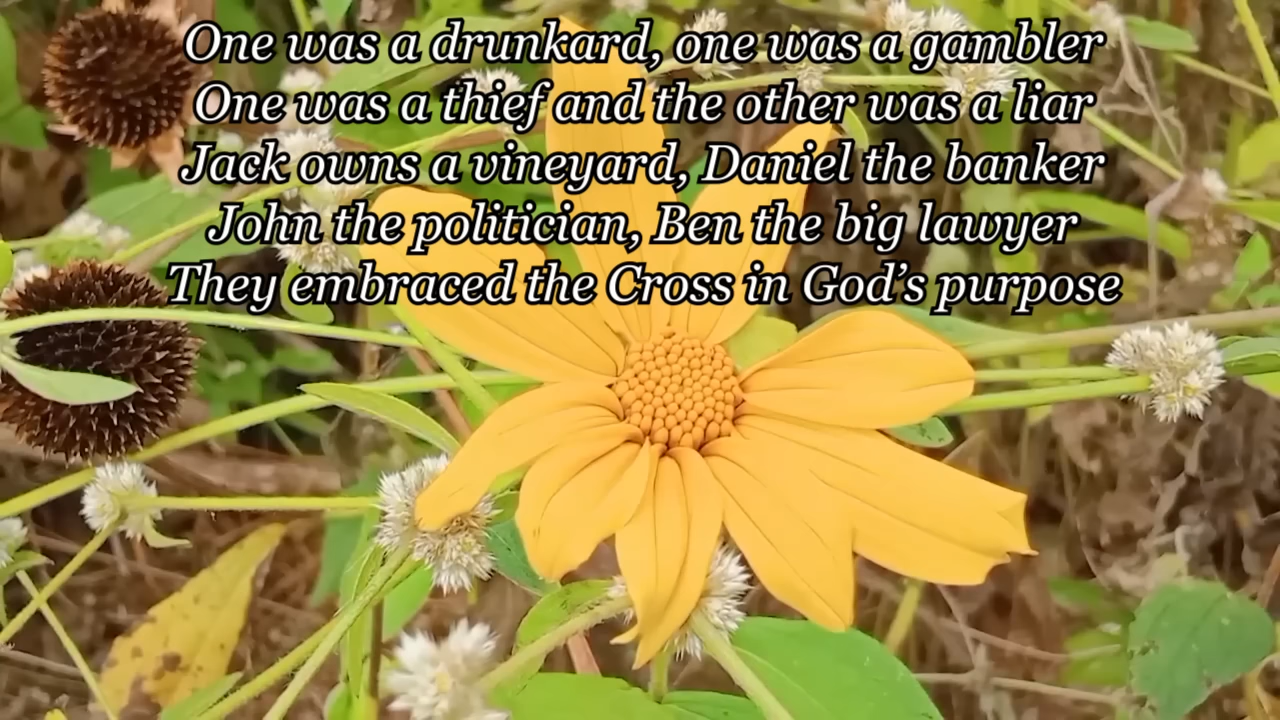 One was a drunkard, one was a gambler
One was a thief and the other was a liar
Jack owns a vineyard, Daniel the banker
John the politician, Ben the big lawyer
They embraced the Cross in God’s purpose